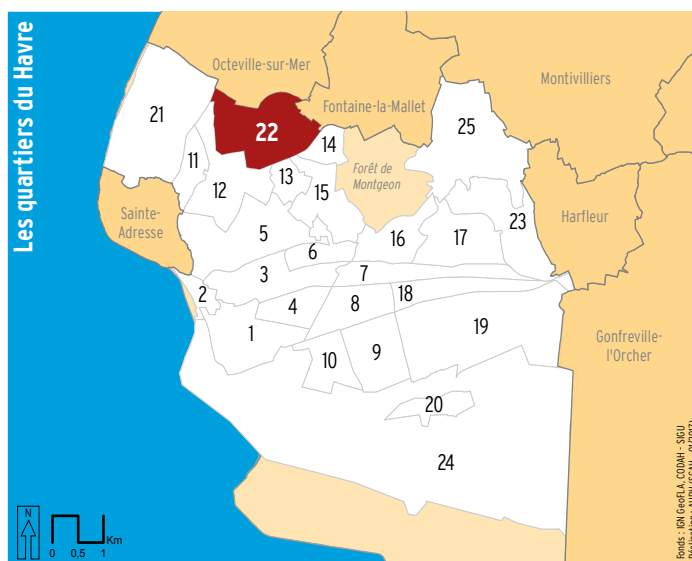 Les quartiers du Havre
Octeville-sur-Mer
Montivilliers
Fontaine-la-Mallet
21
25
22
14
11
Forêt de
Montgeon
13
12
15
Sainte-
Adresse
23
Harfleur
5
16
17
6
3
7
2
18
4
8
1
19
Gonfreville-
l'Orcher
10
9
20
24
N
0 0,5 1 Km
Fonds : IGN GeoFLA, CODAH - SIGU